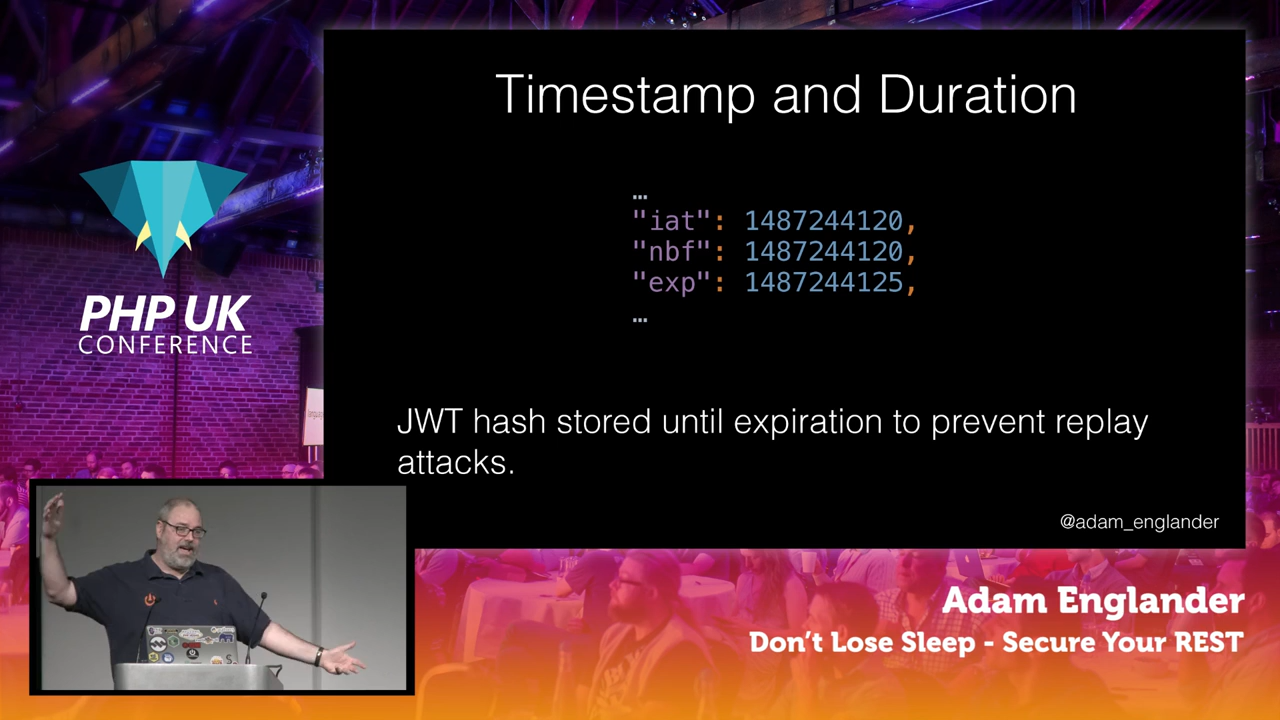 Timestamp and Duration
…
"iat": 1487244120,
"nbf": 1487244120,
"exp": 1487244125,
…
JWT hash stored until expiration to prevent replay
attacks.
@adam_englander
PHP UK
CONFERENCE
Adam Englander
Don't Lose Sleep - Secure Your REST